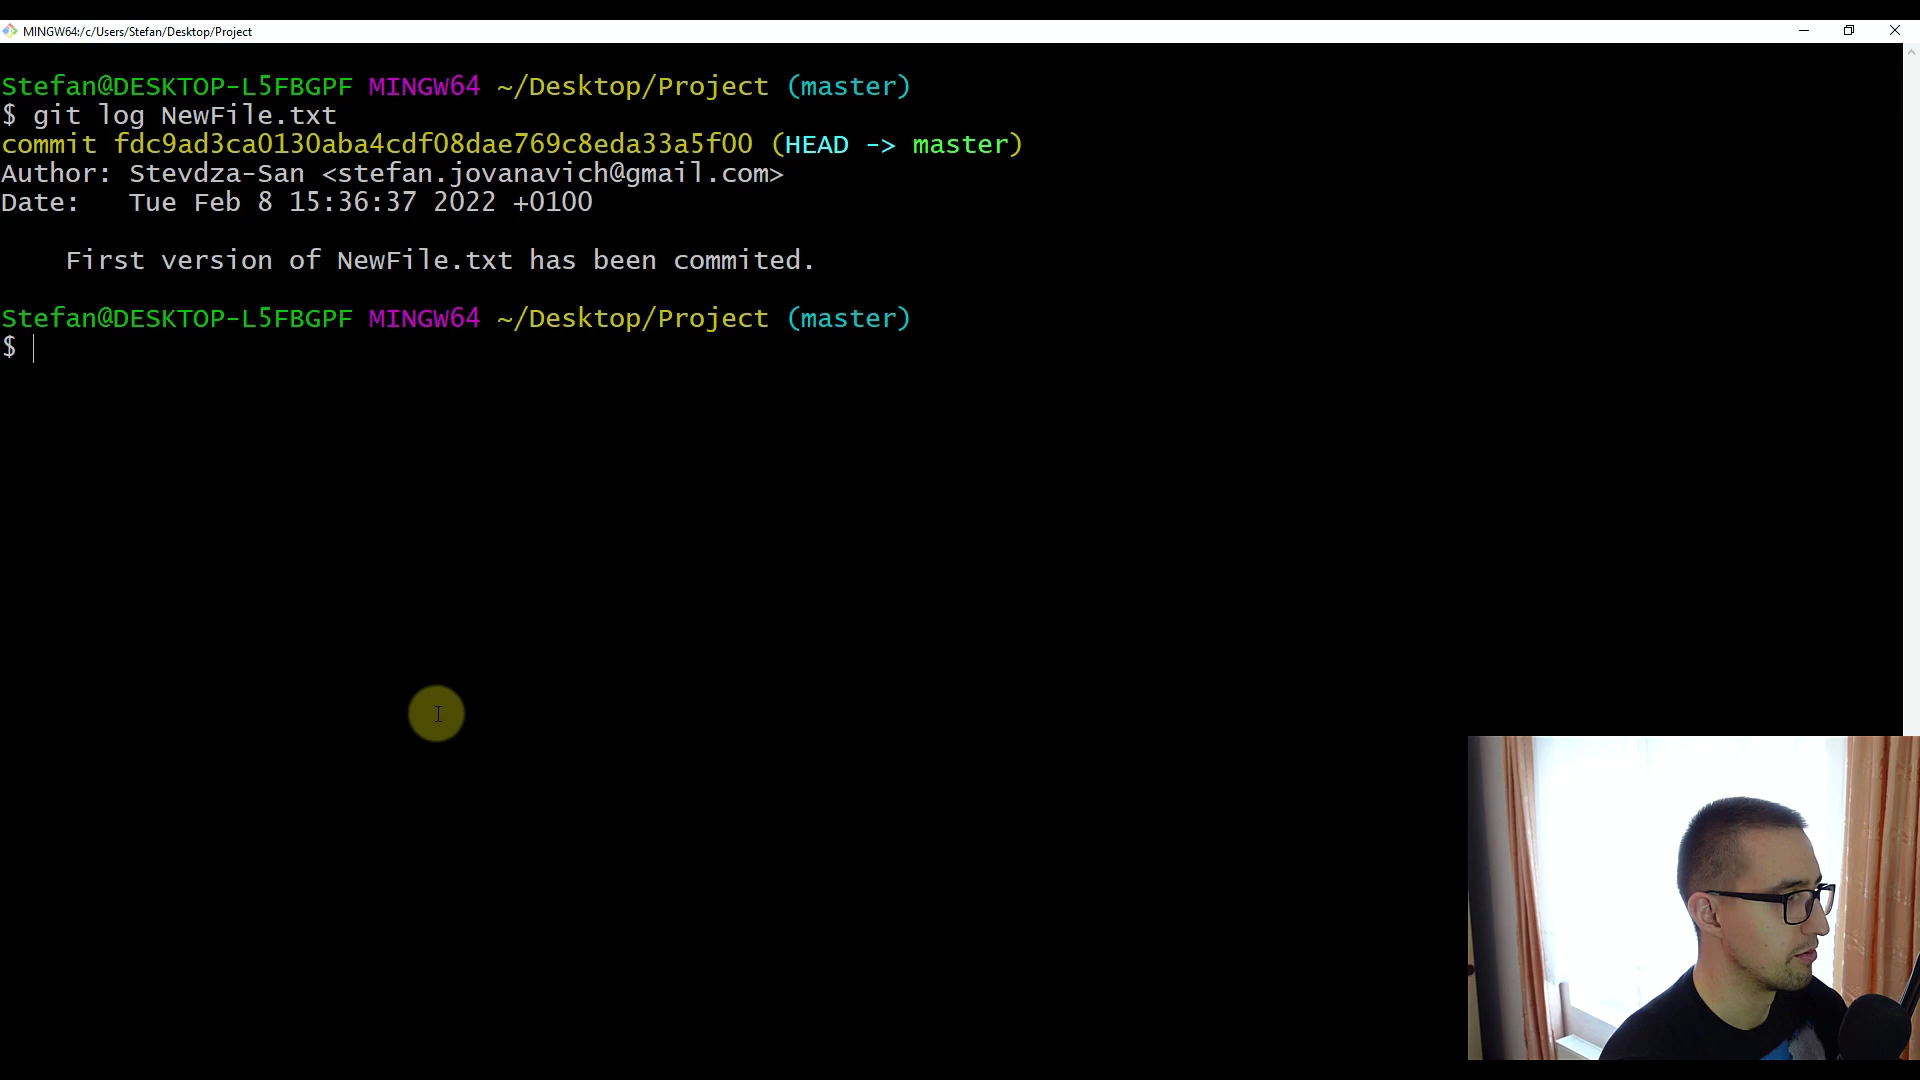 MINGW64:/c/Users/Stefan/Desktop/Project
Stefan@DESKTOP-L5FBGPF MINGW64 ~/Desktop/Project (master)
$ git log NewFile.txt
commit fdc9ad3ca0130aba4cdf08dae769c8eda33a5f00 (HEAD -> master)
Author: Stevdza-San <stefan.jovanavich@gmail.com>
Date:   Tue Feb 8 15:36:37 2022 +0100
    First version of NewFile.txt has been commited.
Stefan@DESKTOP-L5FBGPF MINGW64 ~/Desktop/Project (master)
$